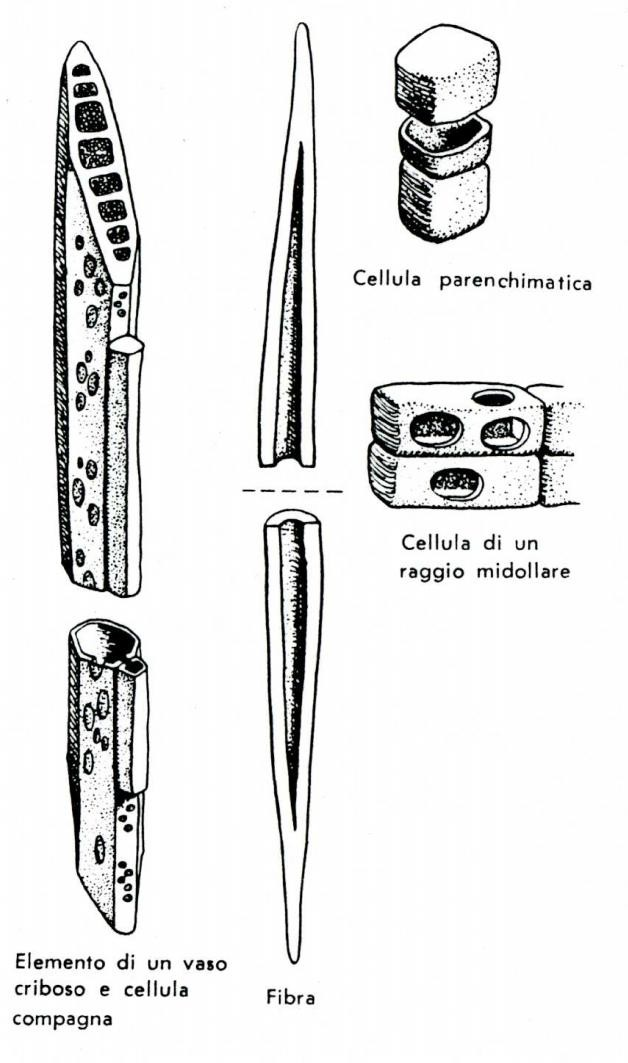 Cellula parenchimatica
Cellula di un
raggio midollare
Elemento di un vaso
criboso e cellula
compagna
Fibra